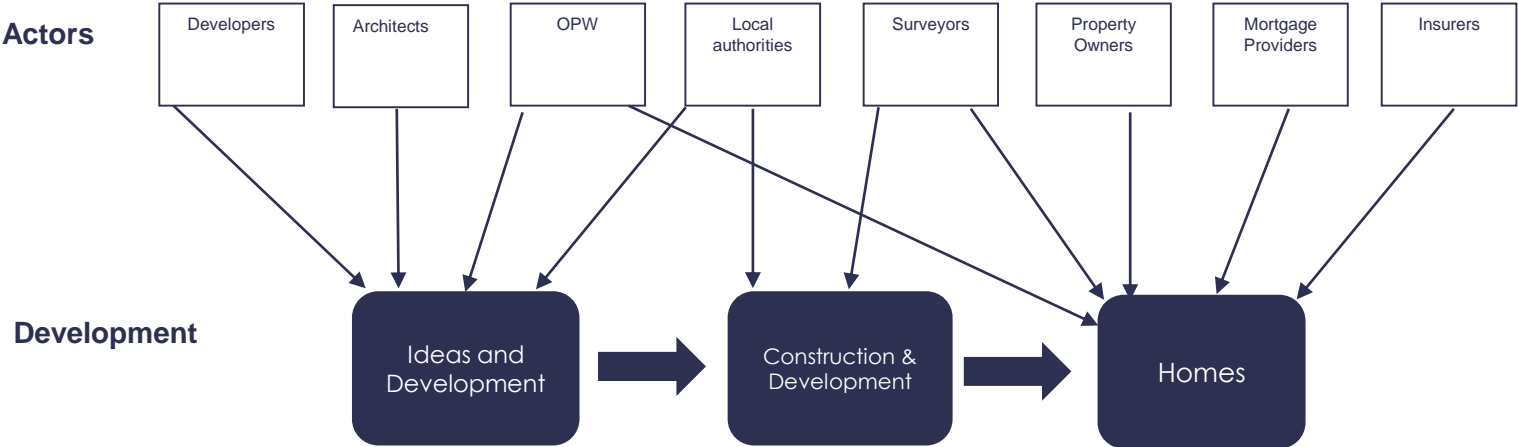 Actors
Developers
Architects
OPW
Local
authorities
Surveyors
Property
Owners
Mortgage
Providers
Insurers
Development
Ideas and
Development
Construction &
Development
Homes